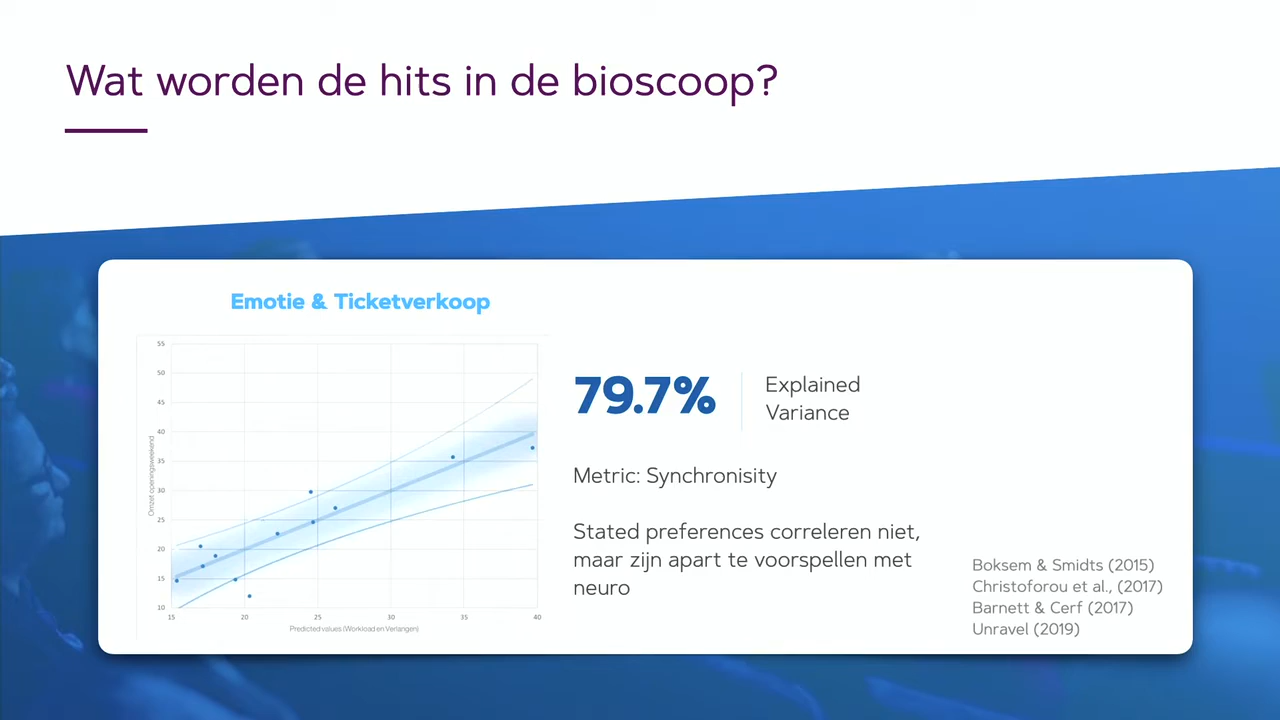 Wat worden de hits in de bioscoop?
Emotie & Ticketverkoop
55
50
45
40
35
30
25
20
15
10
Omzet openingsweekend
15
20
25
30
35
40
Predicted values (Workload en Verlangen)
79.7%
Explained
Variance
Metric: Synchronisity
Stated preferences correleren niet,
maar zijn apart te voorspellen met
neuro
Boksem & Smidts (2015)
Christoforou et al., (2017)
Barnett & Cerf (2017)
Unravel (2019)